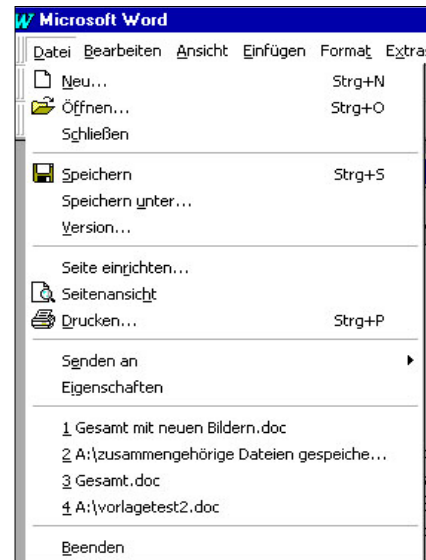 Microsoft Word
Datei Bearbeiten Ansicht Einfügen Format Extras
Neu... Strg+N
Öffnen... Strg+O
Schließen
Speichern Strg+S
Speichern unter...
Version...
Seite einrichten...
Seitenansicht
Drucken... Strg+P
Senden an
Eigenschaften
1 Gesamt mit neuen Bildern.doc
2 A:\zusammengehörige Dateien gespeiche...
3 Gesamt.doc
4 A:\vorlagetest2.doc
Beenden